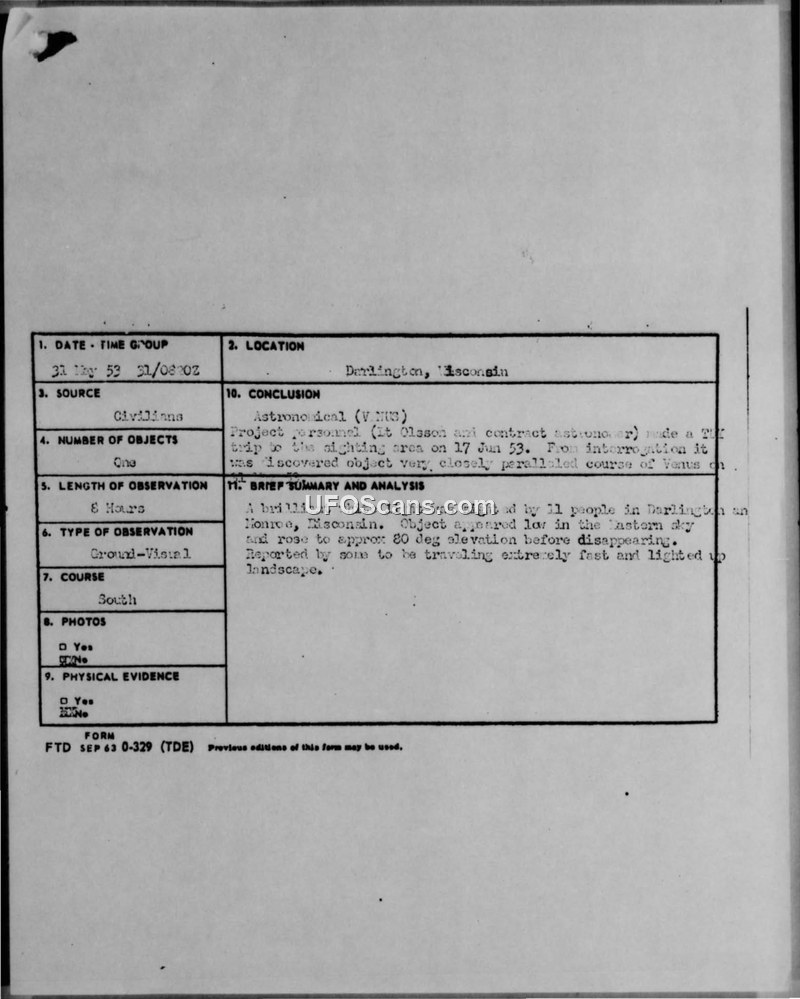 1. DATE - TIME GROUP
31 May 53 31/0800Z
2. LOCATION
Darlington, Wisconsin
3. SOURCE
Civilians
10. CONCLUSION
Astronomical (VENUS)
Project personnel (Lt Olsson and contract astronomer) made a TDY
trip to the sighting area on 17 Jun 53. From interrogation it
was discovered object very closely paralleled course of Venus on
4. NUMBER OF OBJECTS
One
5. LENGTH OF OBSERVATION
8 Hours
11. BRIEF SUMMARY AND ANALYSIS
A brilliant by 11 people in Darlington an
Monroe, Wisconsin. Object appeared low in the Eastern sky
and rose to approx 80 deg elevation before disappearing.
Reported by some to be traveling extremely fast and lighted up
landscape.
6. TYPE OF OBSERVATION
Ground-Visual
7. COURSE
South
8. PHOTOS
□ Yes
No
9. PHYSICAL EVIDENCE
□ Yes
No
FORM
FTD SEP 63 0-329 (TDE) Previous editions of this form may be used.
UFOScans.com